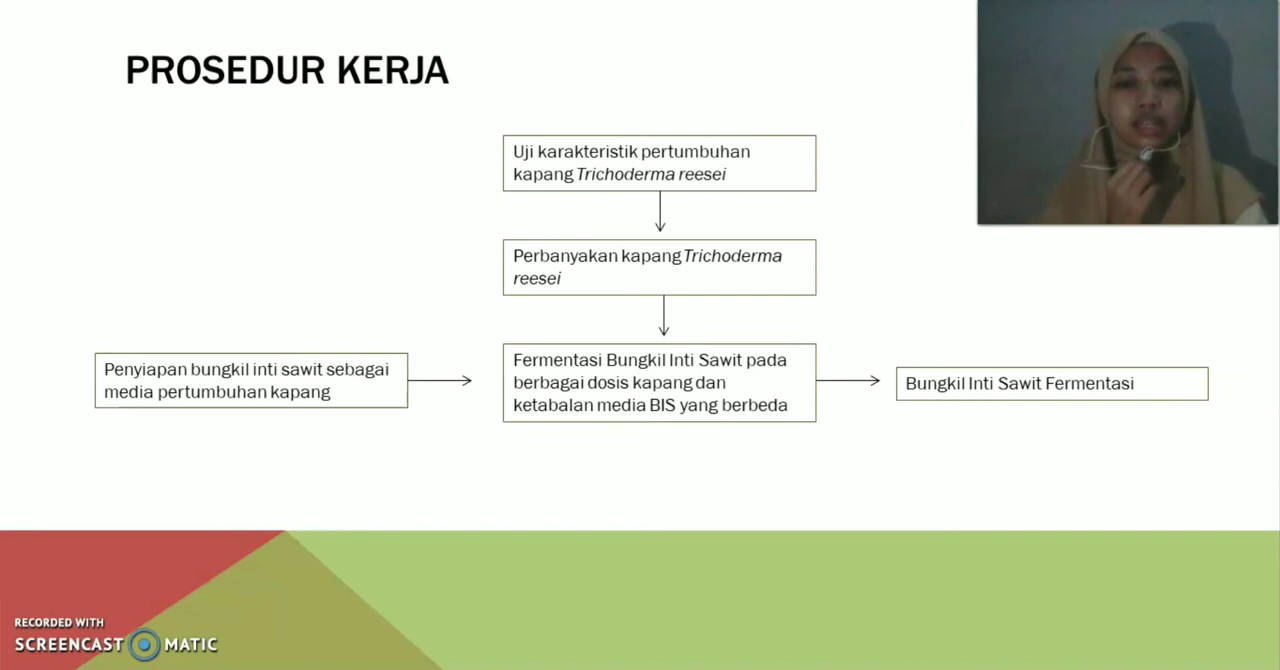 PROSEDUR KERJA
Uji karakteristik pertumbuhan
kapang Trichoderma reesei
Perbanyakan kapang Trichoderma
reesei
Penyiapan bungkil inti sawit sebagai
media pertumbuhan kapang
Fermentasi Bungkil Inti Sawit pada
berbagai dosis kapang dan
ketabalan media BIS yang berbeda
Bungkil Inti Sawit Fermentasi
RECORDED WITH
SCREENCAST MATIC